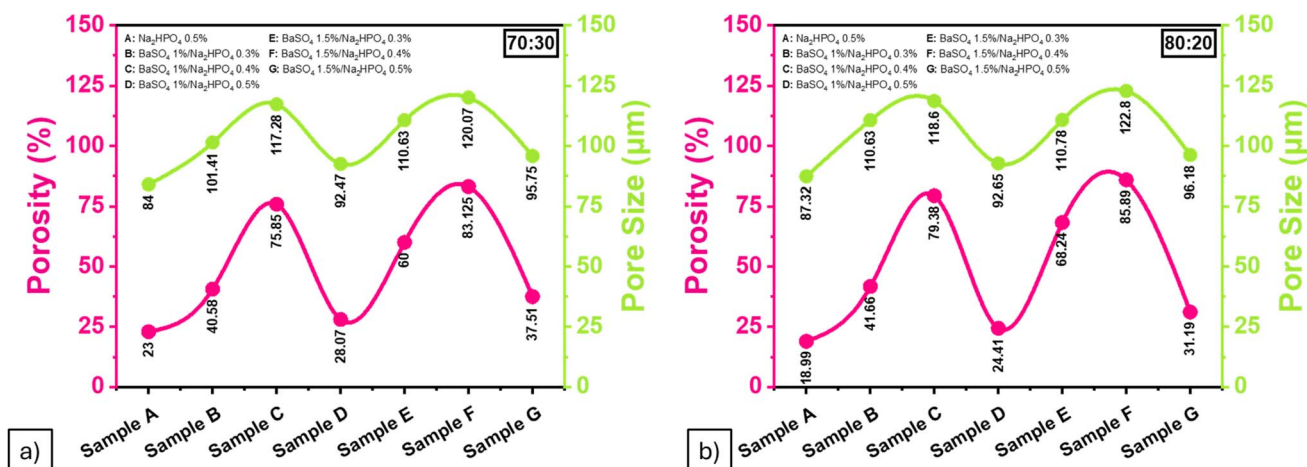 A: Na₂HPO₄ 0.5%
B: BaSO₄ 1%/Na₂HPO₄ 0.3%
C: BaSO₄ 1%/Na₂HPO₄ 0.4%
D: BaSO₄ 1%/Na₂HPO₄ 0.5%
E: BaSO₄ 1.5%/Na₂HPO₄ 0.3%
F: BaSO₄ 1.5%/Na₂HPO₄ 0.4%
G: BaSO₄ 1.5%/Na₂HPO₄ 0.5%
70:30
Porosity (%)
150
125
100
75
50
25
0
84
101.41
117.28
92.47
110.63
120.07
95.75
23
40.58
75.85
28.07
60
83.125
37.51
150
125
100
75
50
25
0
Pore Size (μm)
Sample A
Sample B
Sample C
Sample D
Sample E
Sample F
Sample G
a)
A: Na₂HPO₄ 0.5%
B: BaSO₄ 1%/Na₂HPO₄ 0.3%
C: BaSO₄ 1%/Na₂HPO₄ 0.4%
D: BaSO₄ 1%/Na₂HPO₄ 0.5%
E: BaSO₄ 1.5%/Na₂HPO₄ 0.3%
F: BaSO₄ 1.5%/Na₂HPO₄ 0.4%
G: BaSO₄ 1.5%/Na₂HPO₄ 0.5%
80:20
Porosity (%)
150
125
100
75
50
25
0
87.32
110.63
118.6
92.65
110.78
122.8
96.18
18.99
41.66
79.38
24.41
68.24
85.89
31.19
150
125
100
75
50
25
0
Pore Size (μm)
Sample A
Sample B
Sample C
Sample D
Sample E
Sample F
Sample G
b)